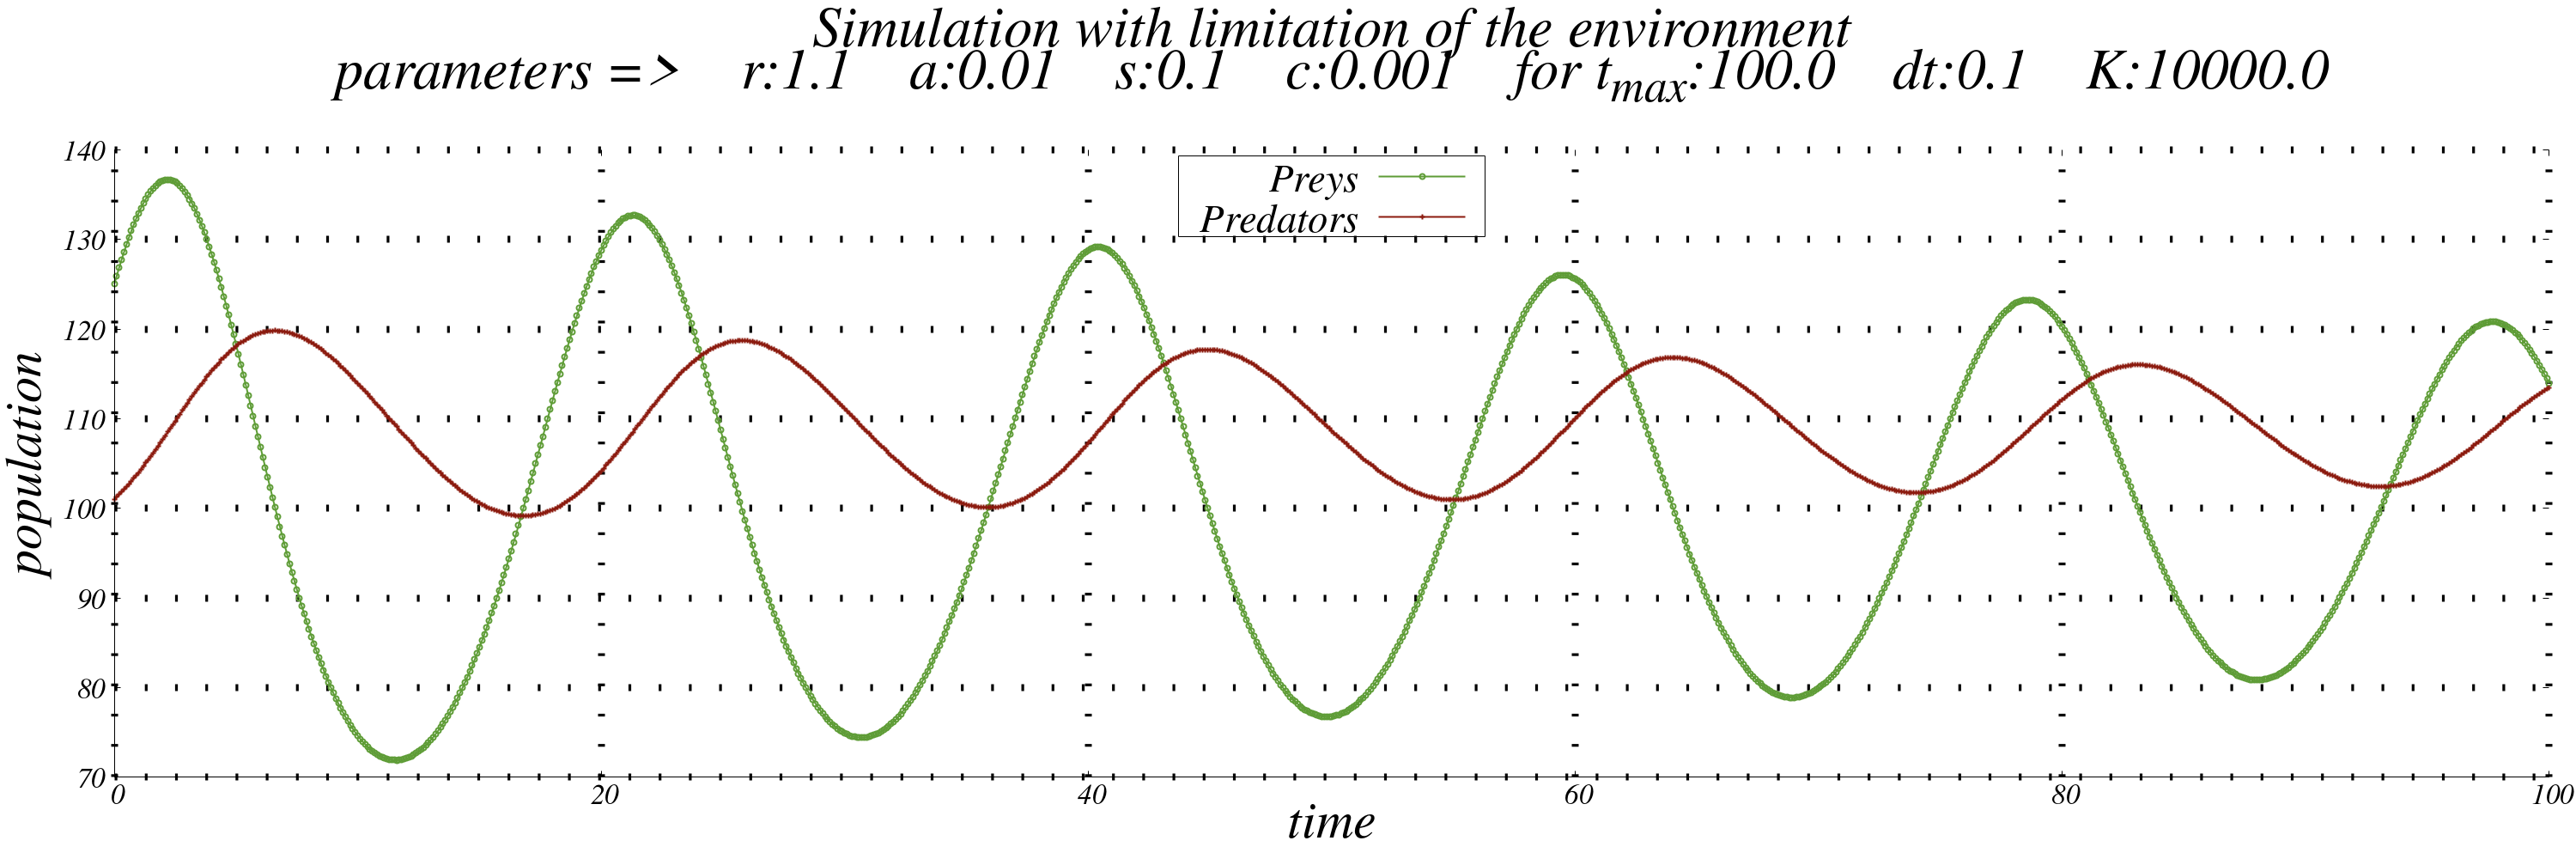 Simulation with limitation of the environment
parameters => r:1.1 a:0.01 s:0.1 c:0.001 for tmax:100.0 dt:0.1 K:10000.0
140
130
120
110
100
90
80
70
population
Preys
Predators
0 20 40 60 80 100
time